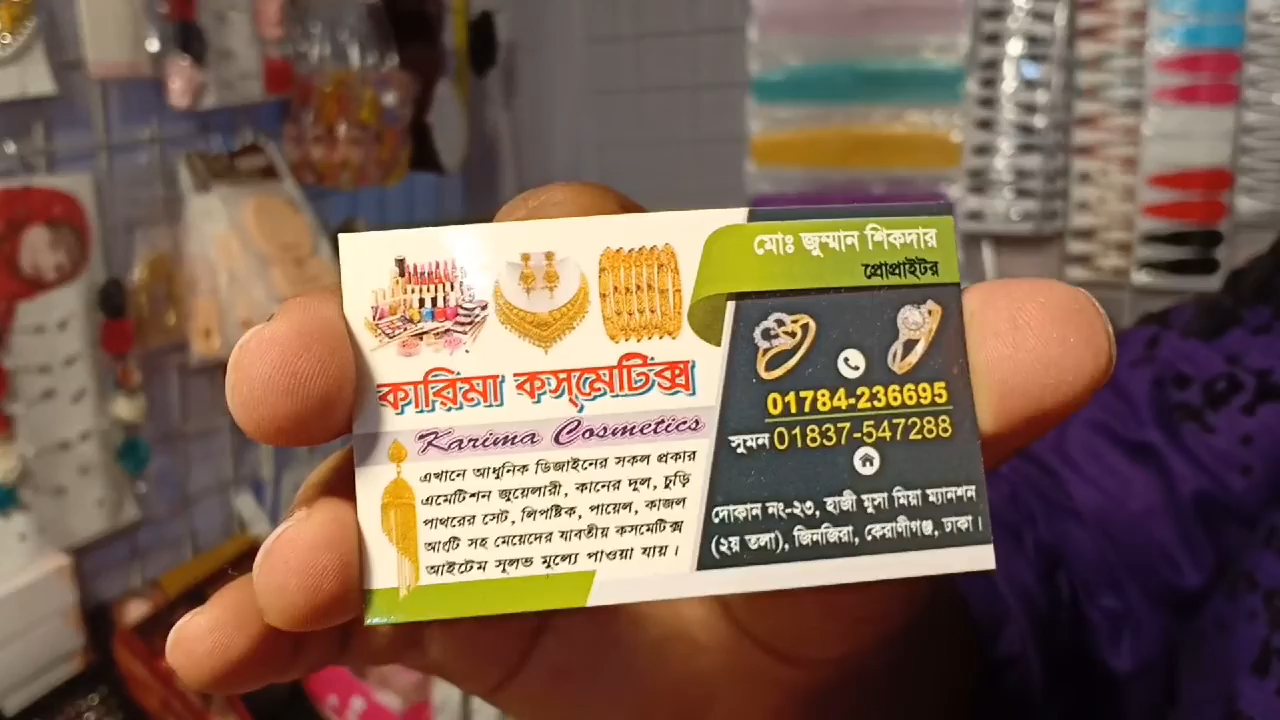 কারিমা কস্মেটিক্স
Karima Cosmetics
এখানে আধুনিক ডিজাইনের সকল প্রকার
এমেটিশন জুয়েলারী, কানের দূল, চুড়ি
পাথরের সেট, লিপষ্টিক, পায়েল, কাজল
আংটি সহ মেয়েদের যাবতীয় কসমেটিক্স
আইটেম সূলভ মূল্যে পাওয়া যায়।
মোঃ জুম্মান শিকদার
প্রোপ্রাইটর
01784-236695
সুমন 01837-547288
দোকান নং-২৩, হাজী মুসা মিয়া ম্যানশন
(২য় তলা), জিনজিরা, কেরাণীগঞ্জ, ঢাকা।